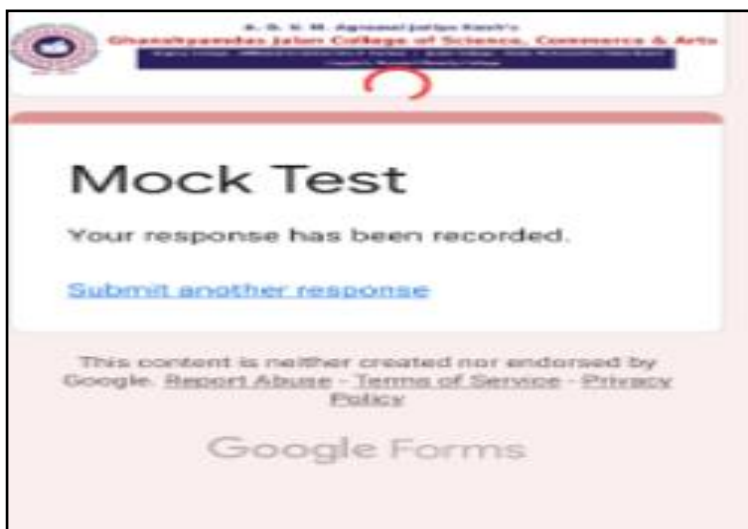 Ghanshyamdas Jalan College of Science, Commerce & Arts
Mock Test
Your response has been recorded.
Submit another response
This content is neither created nor endorsed by
Google. Report Abuse - Terms of Service - Privacy
Policy
Google Forms